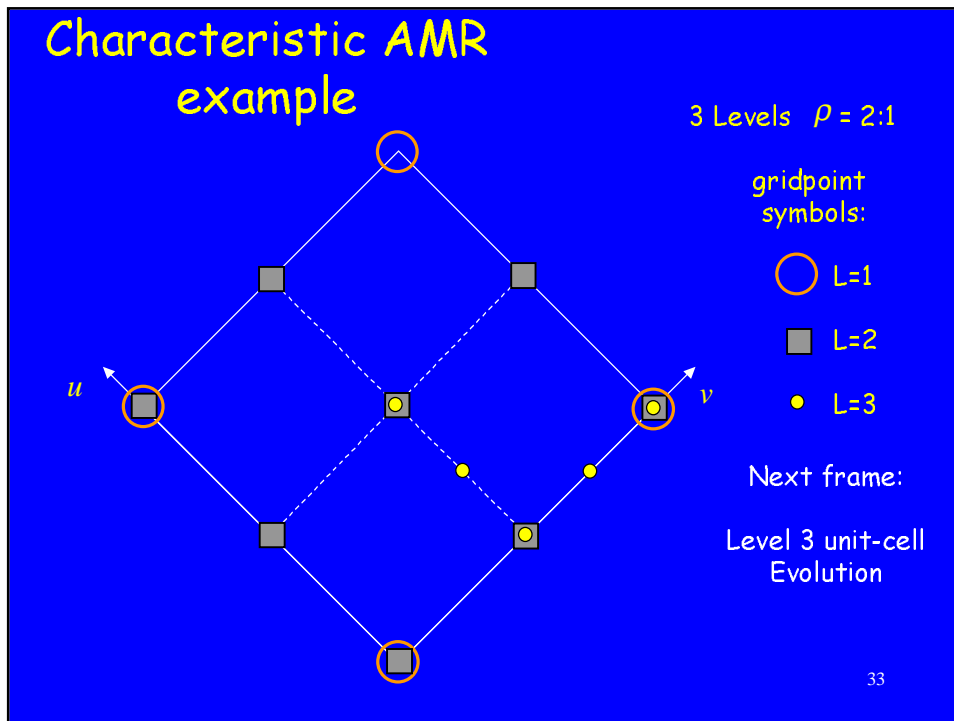 Characteristic AMR
example
3 Levels ρ = 2:1
gridpoint
symbols:
L=1
L=2
u
v
L=3
Next frame:
Level 3 unit-cell
Evolution
33